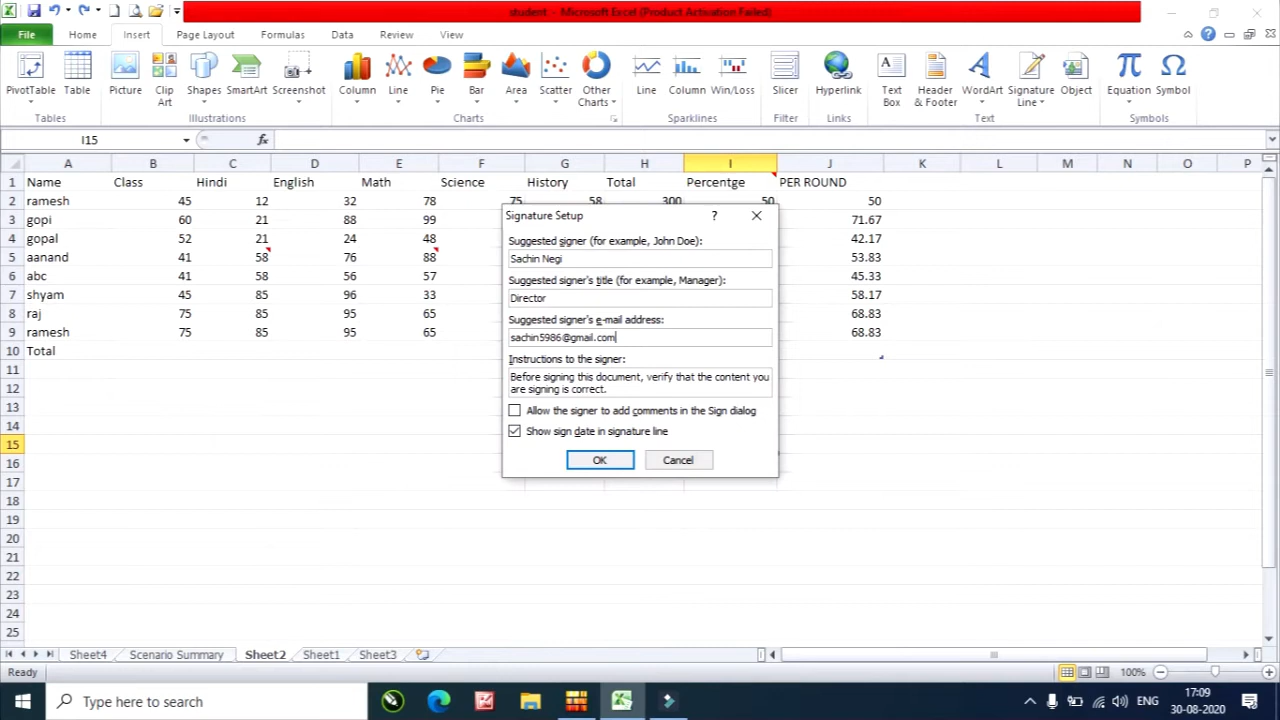 student - Microsoft Excel (Product Activation Failed)
File Home Insert Page Layout Formulas Data Review View
PivotTable Table Picture Clip Art Shapes SmartArt Screenshot Column Line Pie Bar Area Scatter Other Charts Line Column Win/Loss Slicer Hyperlink Text Box Header & Footer WordArt Signature Line Object Equation Symbol
Tables Illustrations Charts Sparklines Filter Links Text Symbols
I15 fx
A B C D E F G H I J K L M N O P
1 Name Class Hindi English Math Science History Total Percentge PER ROUND
2 ramesh 45 12 32 78 75 58 300 50 50
3 gopi 60 21 88 99 71.67
4 gopal 52 21 24 48 42.17
5 aanand 41 58 76 88 53.83
6 abc 41 58 56 57 45.33
7 shyam 45 85 96 33 58.17
8 raj 75 85 95 65 68.83
9 ramesh 75 85 95 65 68.83
10 Total
11
12
13
14
15
16
17
18
19
20
21
22
23
24
25
Signature Setup ?
Suggested signer (for example, John Doe):
Sachin Negi
Suggested signer's title (for example, Manager):
Director
Suggested signer's e-mail address:
sachin5986@gmail.com
Instructions to the signer:
Before signing this document, verify that the content you
are signing is correct.
Allow the signer to add comments in the Sign dialog
Show sign date in signature line
OK Cancel
Sheet4 Scenario Summary Sheet2 Sheet1 Sheet3
Ready 100%
Type here to search ENG 17:09
30-08-2020